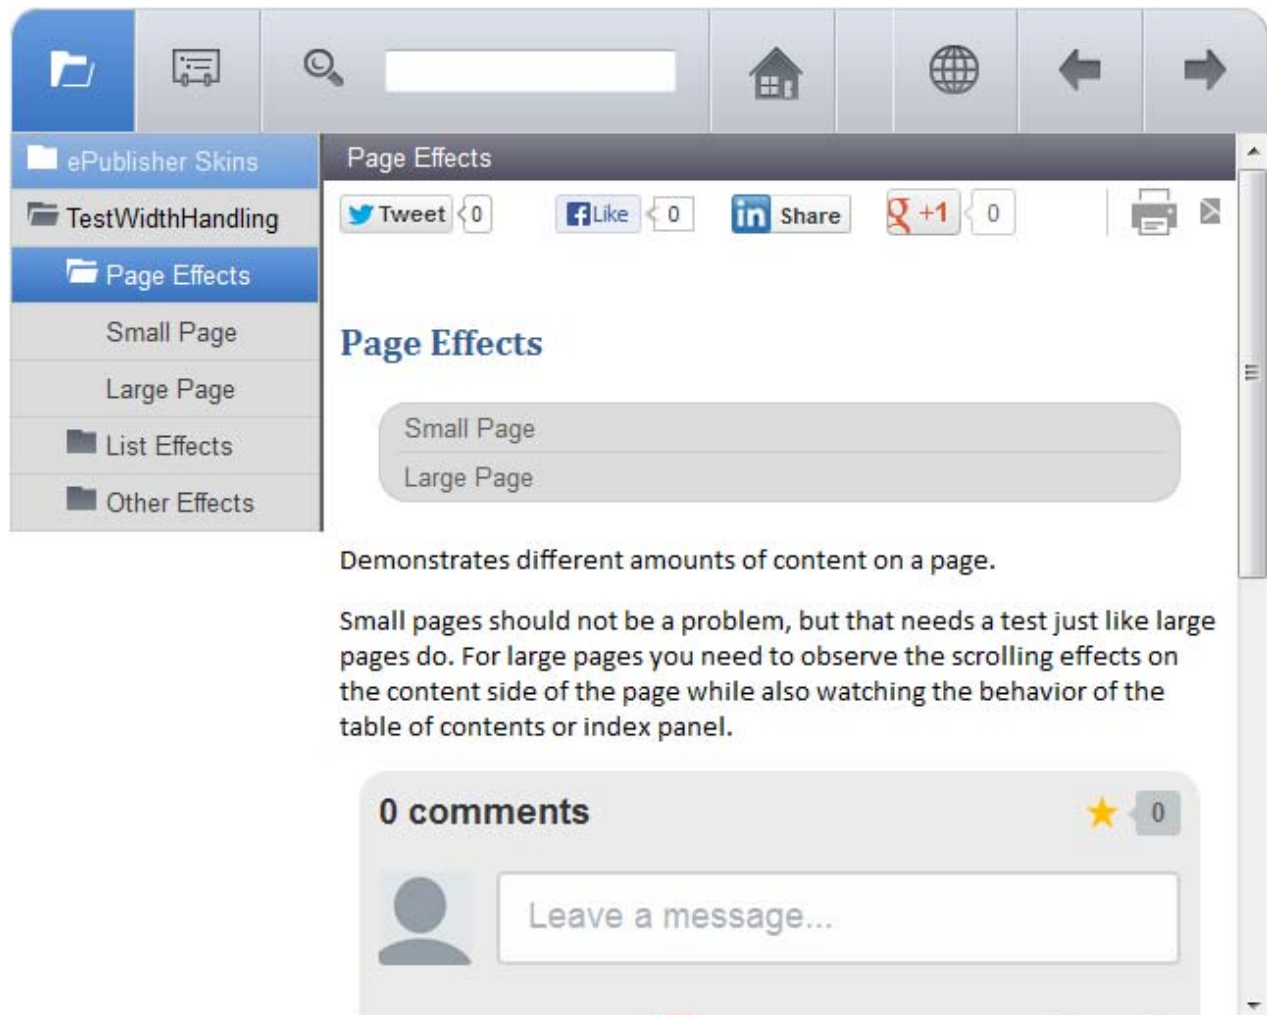 ePublisher Skins
TestWidthHandling
Page Effects
Small Page
Large Page
List Effects
Other Effects
Page Effects
Tweet 0 Like 0 in Share g +1 0
Page Effects
Small Page
Large Page
Demonstrates different amounts of content on a page.
Small pages should not be a problem, but that needs a test just like large
pages do. For large pages you need to observe the scrolling effects on
the content side of the page while also watching the behavior of the
table of contents or index panel.
0 comments 0
Leave a message...